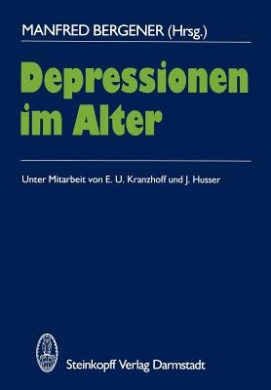 MANFRED BERGENER (Hrsg.)
Depressionen
im Alter
Unter Mitarbeit von E. U. Kranzhoff und J. Husser
Steinkopff Verlag Darmstadt